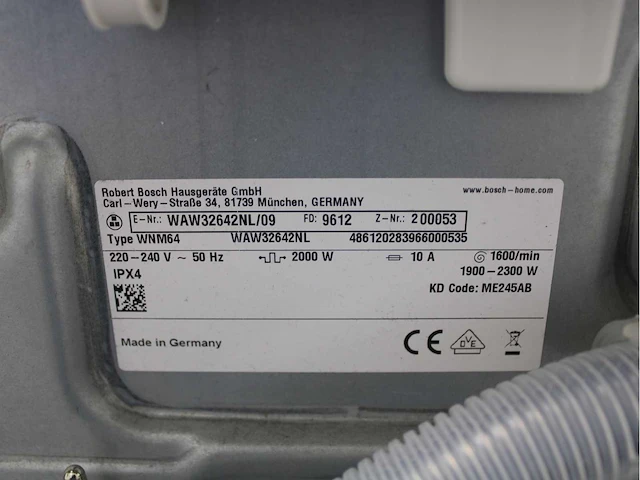 Robert Bosch Hausgeräte GmbH
Carl-Wery-Straße 34, 81739 München, GERMANY
www.bosch-home.com
E-Nr.: WAW32642NL/09 FD: 9612 Z-Nr.: 200053
Type WNM64 WAW32642NL 486120283966000535
220-240 V ~ 50 Hz 2000 W 10 A 1600/min
IPX4 1900-2300 W
KD Code: ME245AB
Made in Germany
CE DVE